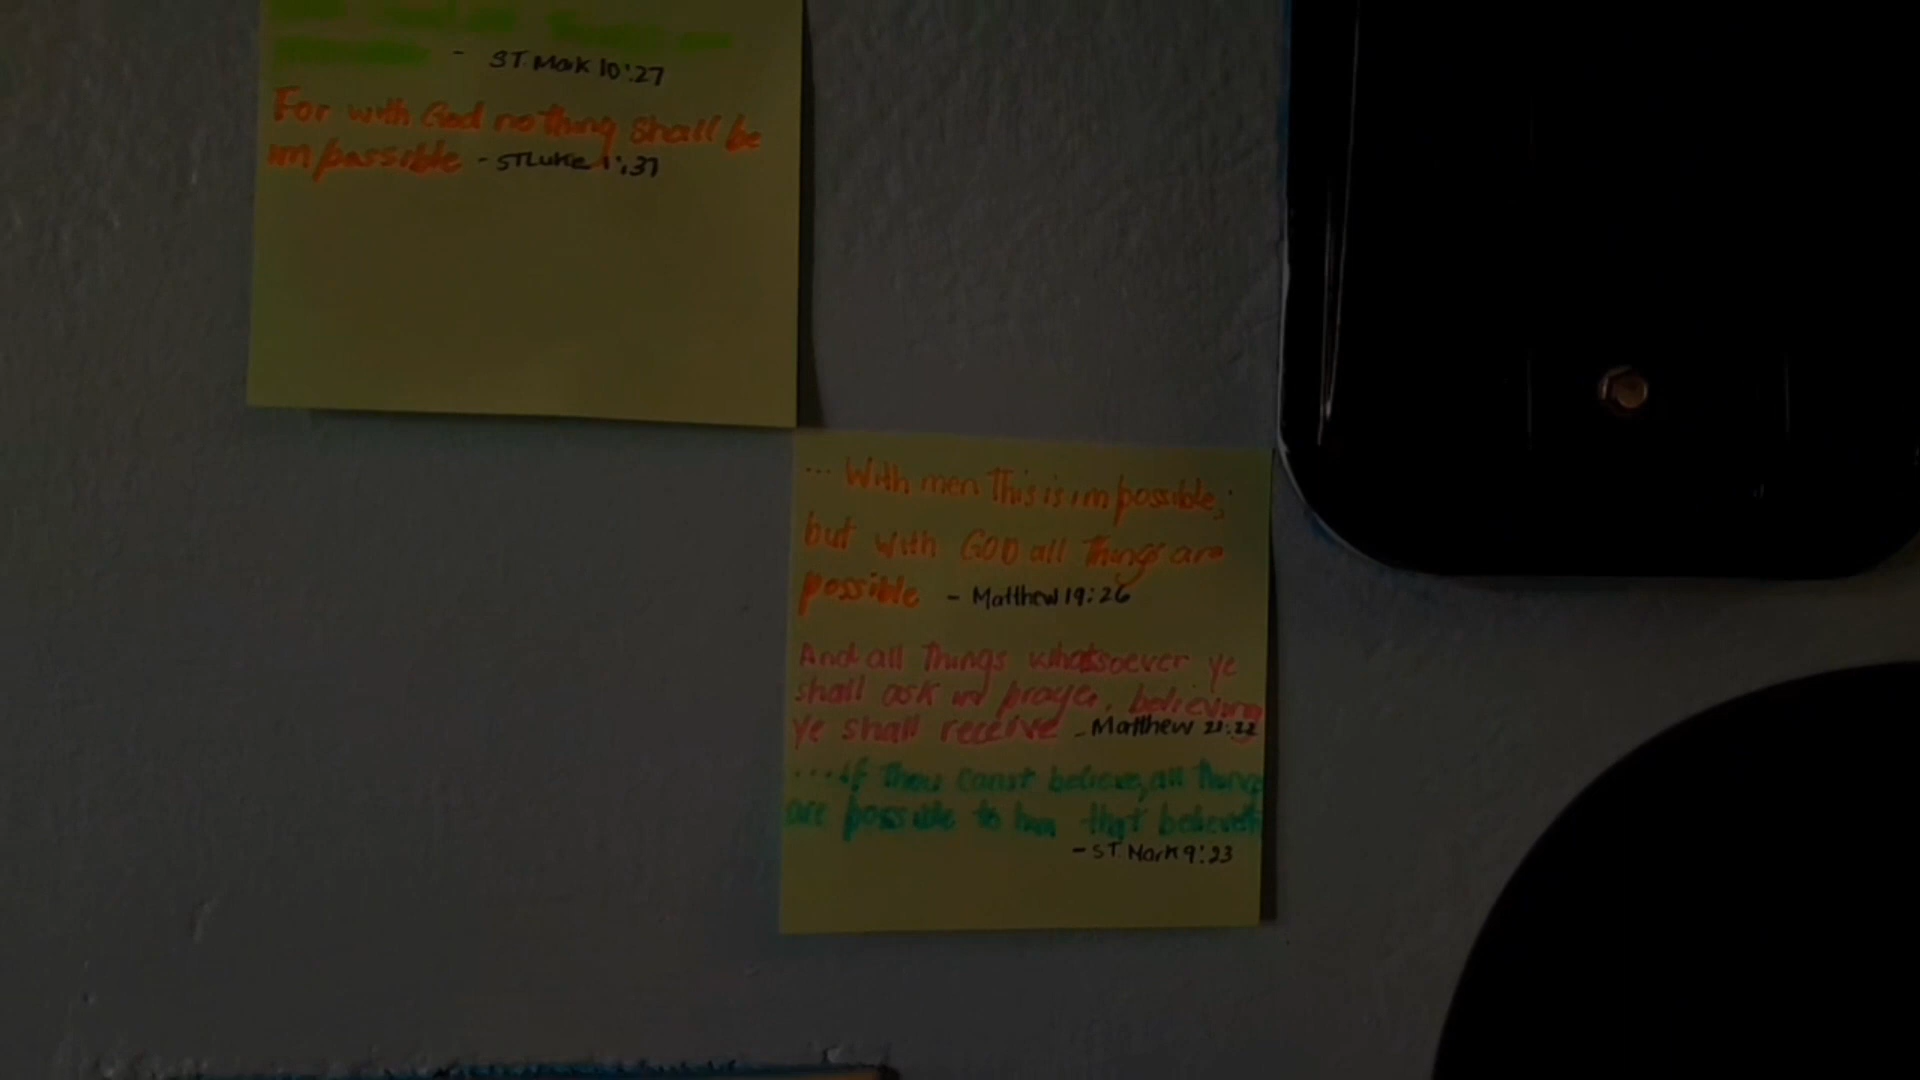 - ST. Mark 10:27
For with God nothing shall be
impossible - ST Luke 1:37
... With men This is impossible;
but with GOD all Things are
possible - Matthew 19:26
And all Things whatsoever ye
shall ask in prayer, believing
ye shall receive - Matthew 21:22
....if thou canst believe, all Things
are possible to him that believeth
- ST. Mark 9:23